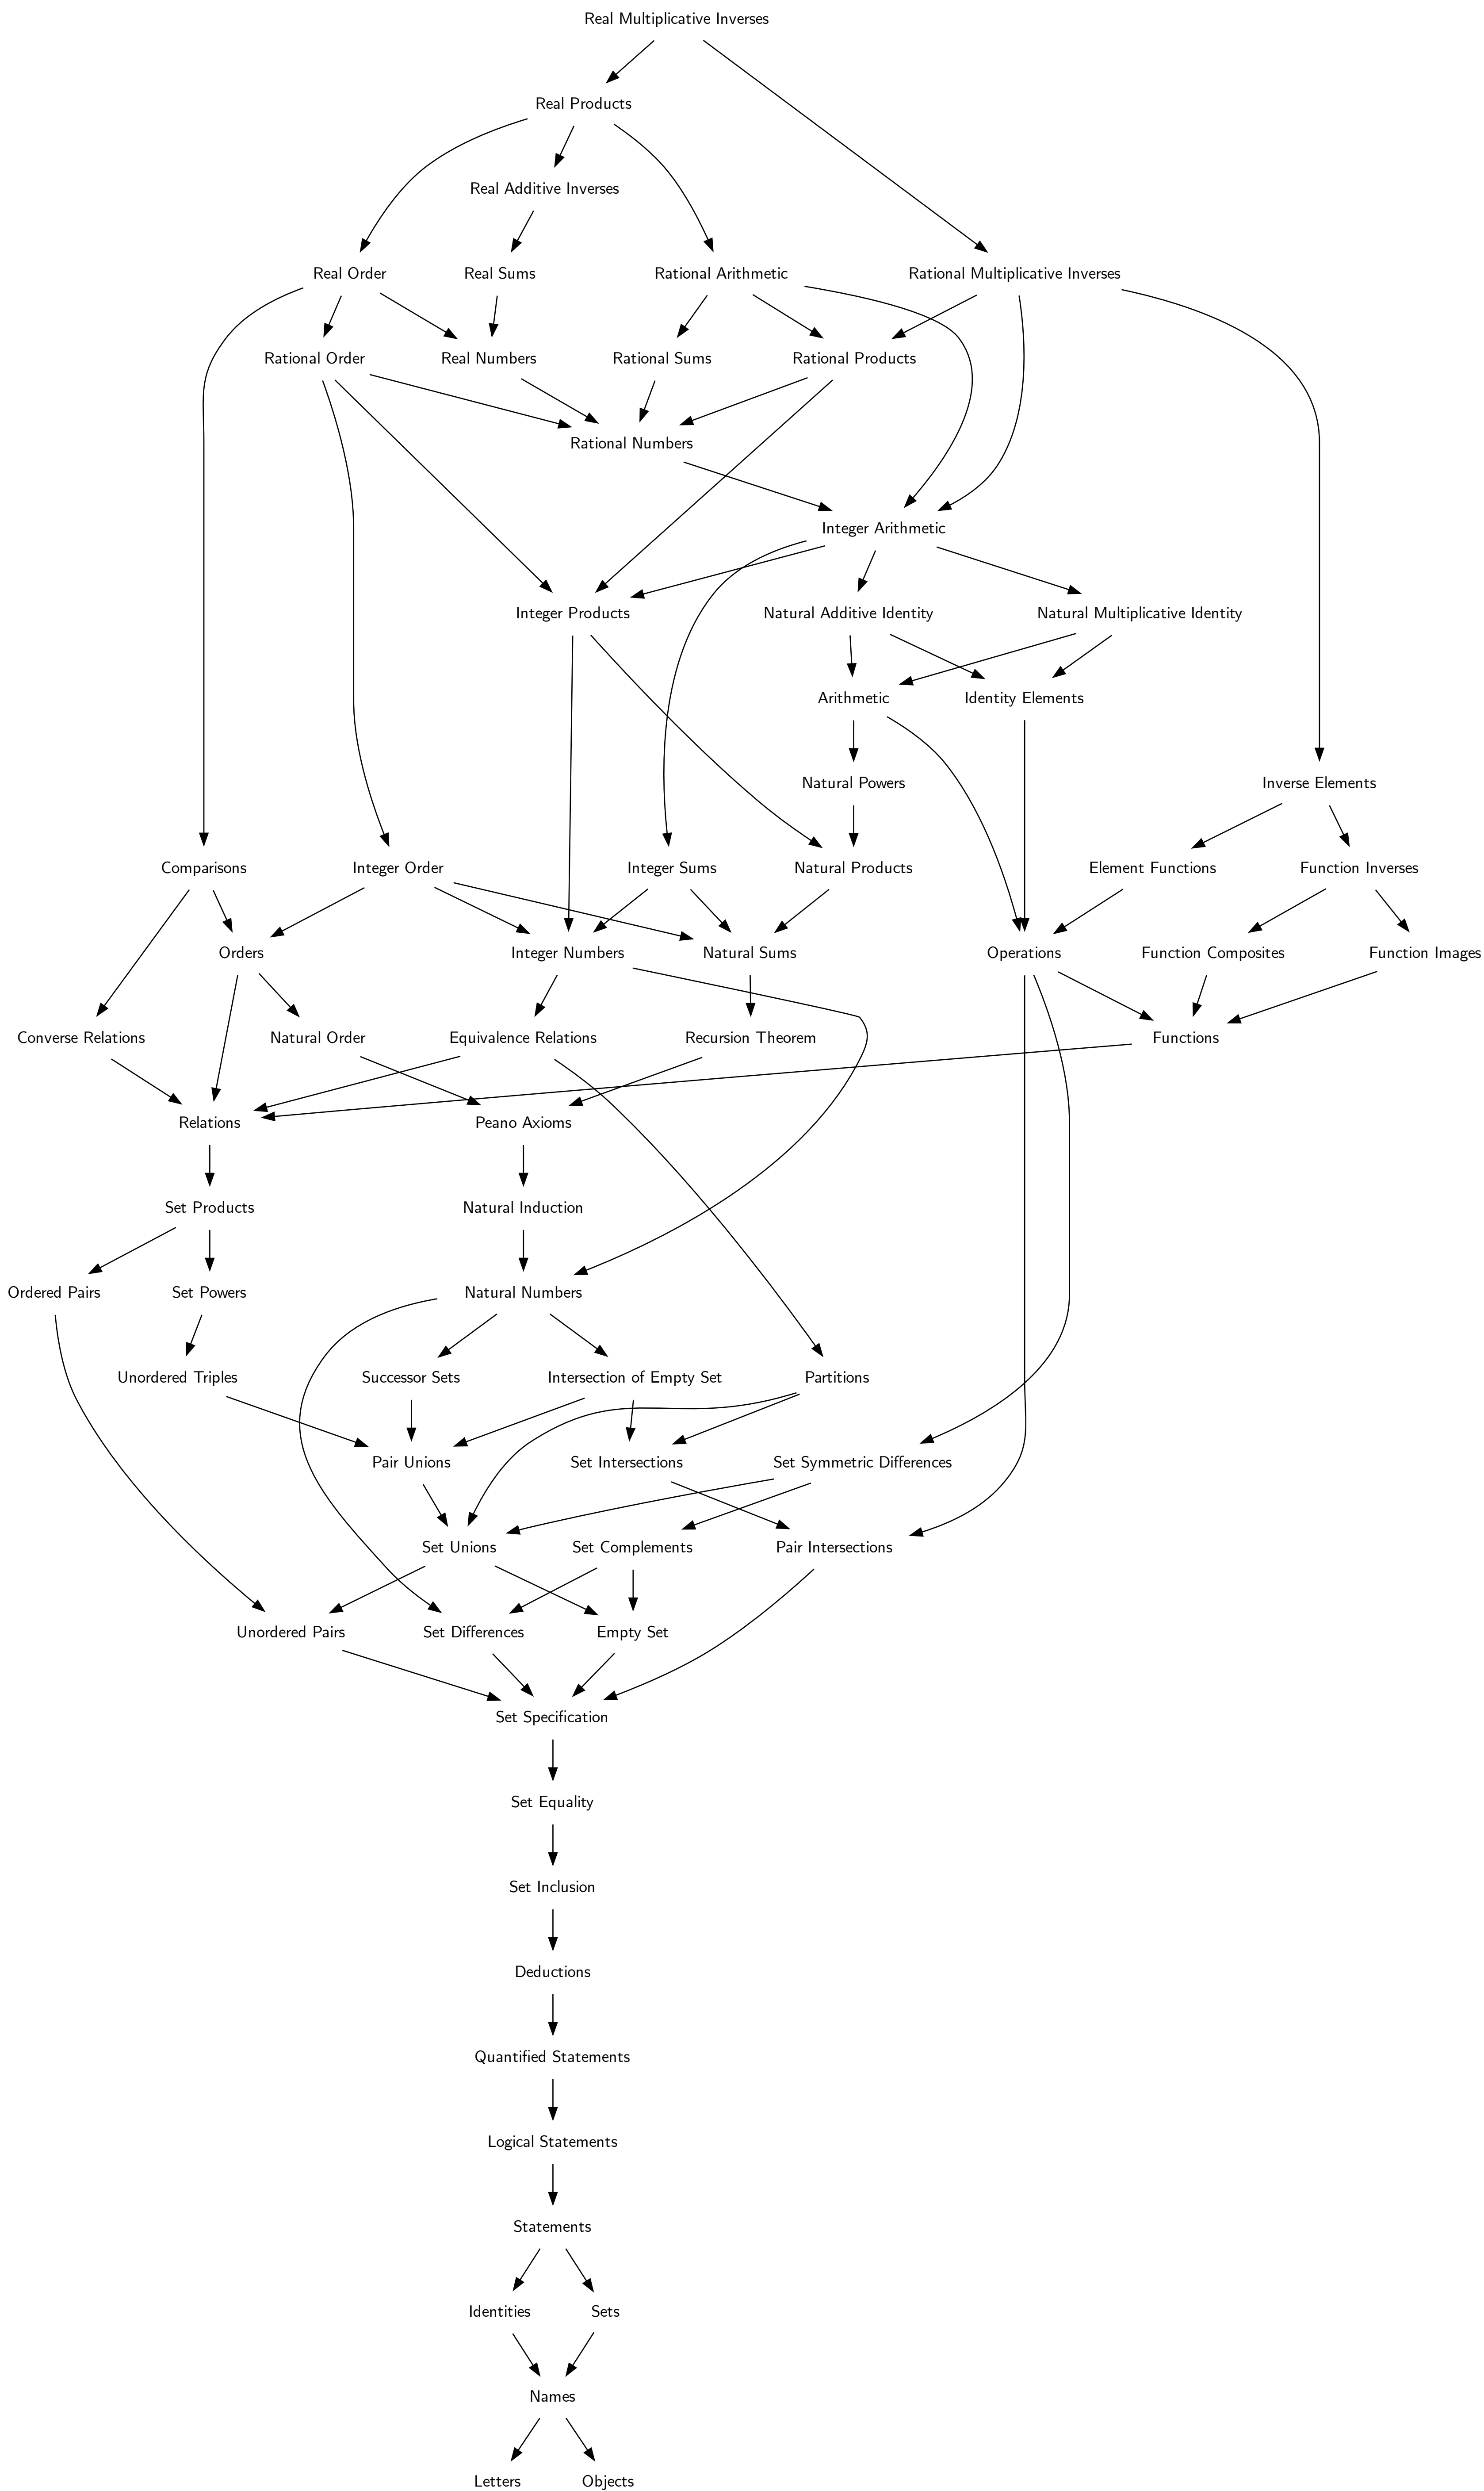 Real Multiplicative Inverses
Real Products
Real Additive Inverses
Real Order
Real Sums
Rational Arithmetic
Rational Multiplicative Inverses
Rational Order
Real Numbers
Rational Sums
Rational Products
Rational Numbers
Integer Arithmetic
Integer Products
Natural Additive Identity
Natural Multiplicative Identity
Arithmetic
Identity Elements
Natural Powers
Inverse Elements
Comparisons
Integer Order
Integer Sums
Natural Products
Element Functions
Function Inverses
Orders
Integer Numbers
Natural Sums
Operations
Function Composites
Function Images
Converse Relations
Natural Order
Equivalence Relations
Recursion Theorem
Functions
Relations
Peano Axioms
Set Products
Natural Induction
Ordered Pairs
Set Powers
Natural Numbers
Unordered Triples
Successor Sets
Intersection of Empty Set
Partitions
Pair Unions
Set Intersections
Set Symmetric Differences
Set Unions
Set Complements
Pair Intersections
Unordered Pairs
Set Differences
Empty Set
Set Specification
Set Equality
Set Inclusion
Deductions
Quantified Statements
Logical Statements
Statements
Identities
Sets
Names
Letters
Objects